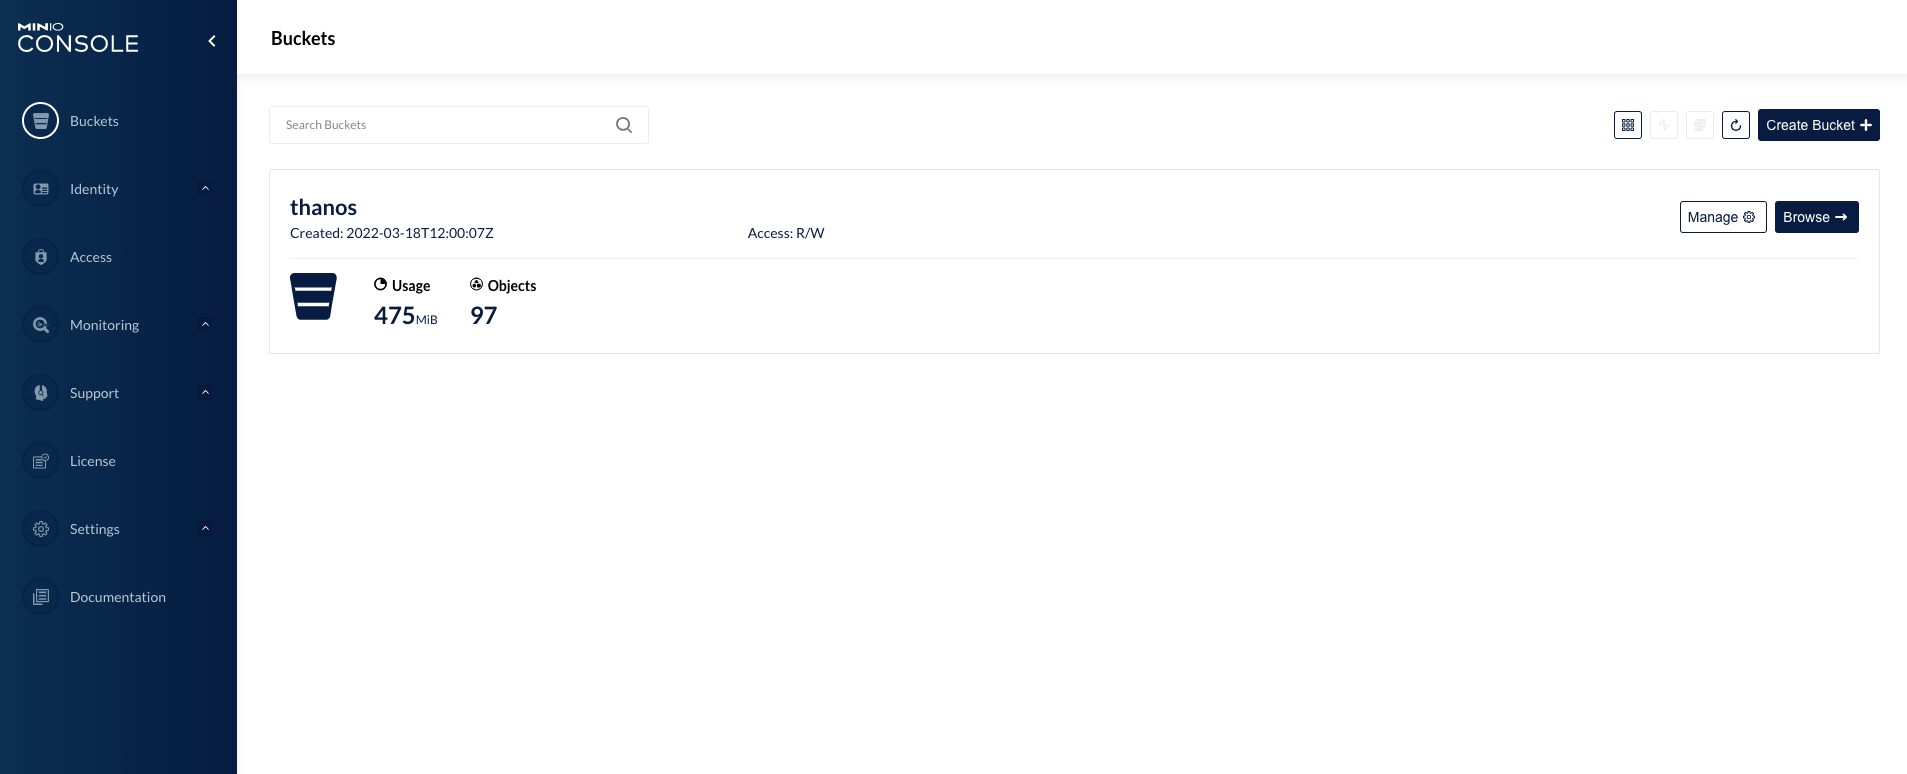 MINIO
CONSOLE
Buckets
Identity
Access
Monitoring
Support
License
Settings
Documentation
Buckets
Search Buckets
Create Bucket
thanos
Created: 2022-03-18T12:00:07Z
Access: R/W
Manage
Browse
Usage
475MiB
Objects
97